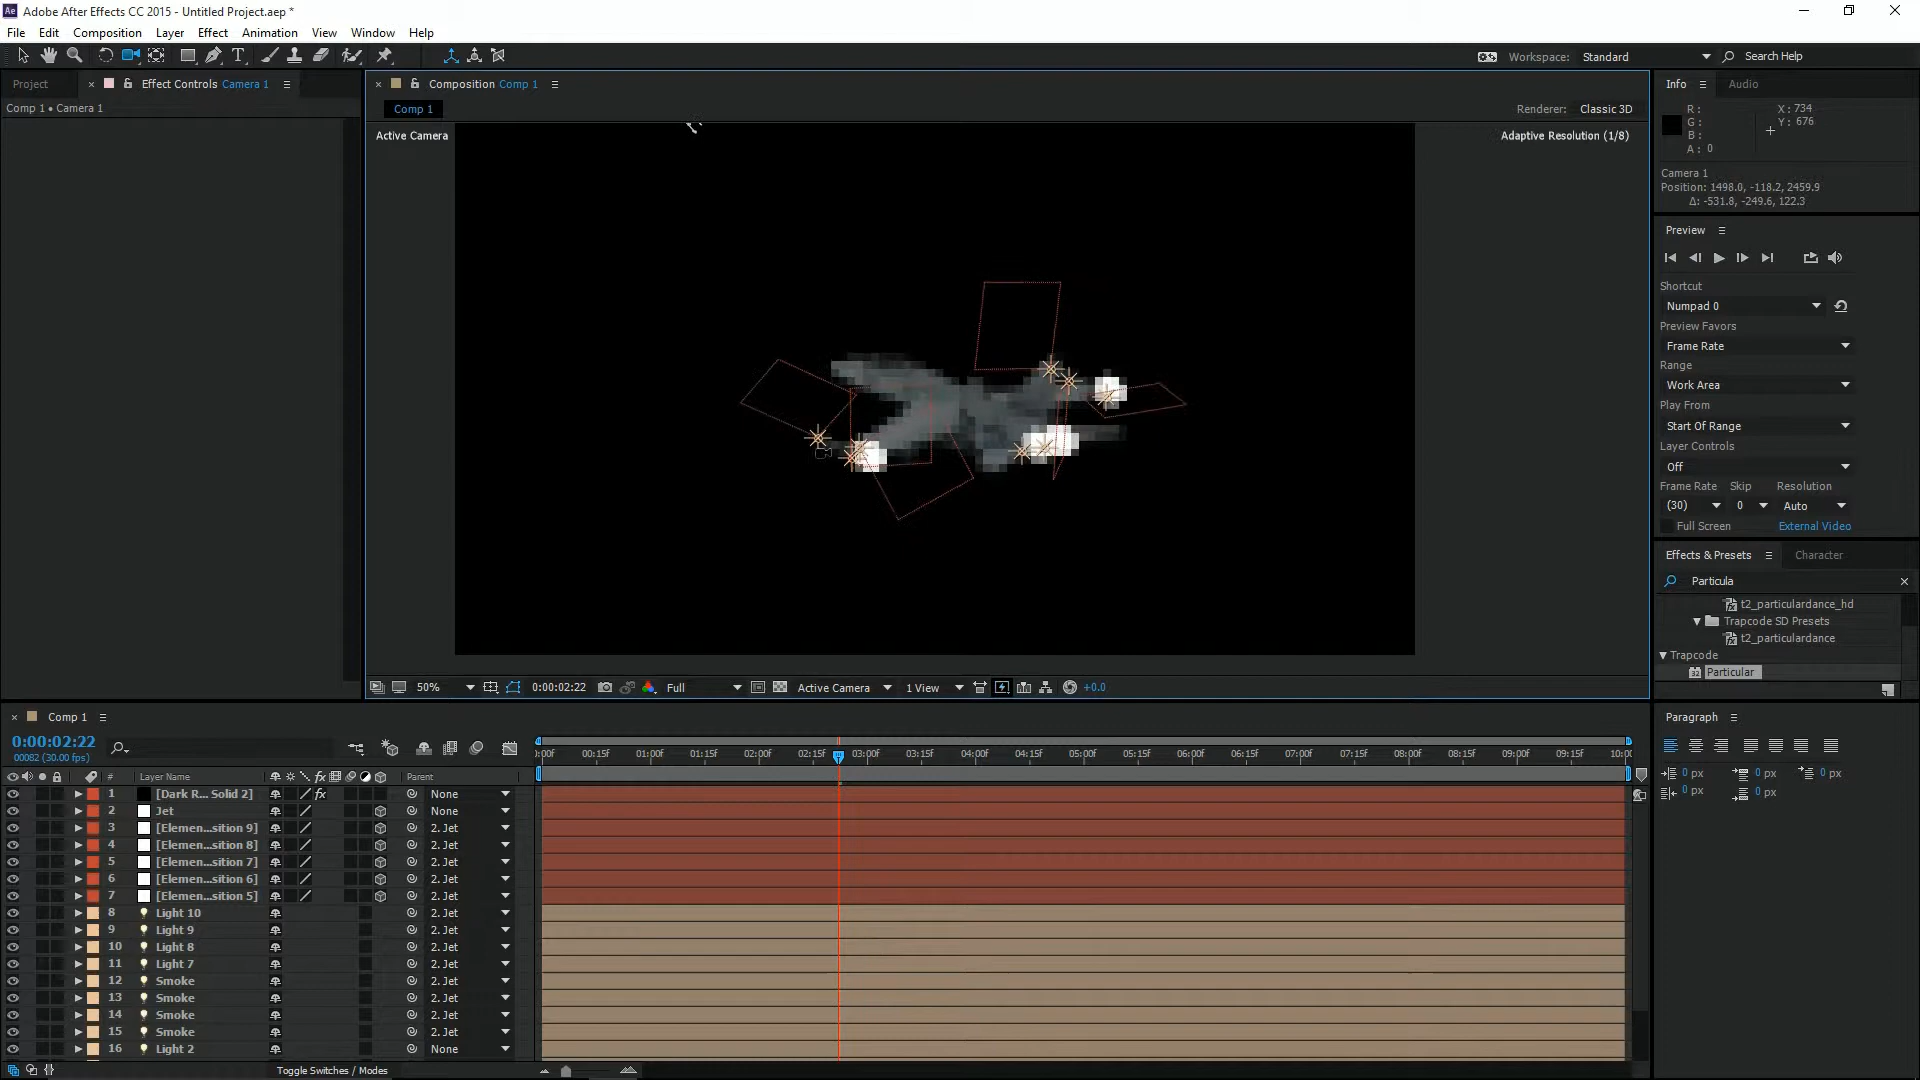 Adobe After Effects CC 2015 - Untitled Project.aep *
File Edit Composition Layer Effect Animation View Window Help
Workspace: Standard Search Help
Project Effect Controls Camera 1
Comp 1 • Camera 1
Composition Comp 1
Comp 1
Renderer: Classic 3D
Active Camera
Adaptive Resolution (1/8)
50% 0:00:02:22 Full Active Camera 1 View +0.0
Info Audio
R :
G :
B :
A : 0
X : 734
Y : 676
Camera 1
Position: 1498.0, -118.2, 2459.9
Δ: -531.8, -249.6, 122.3
Preview
Shortcut
Numpad 0
Preview Favors
Frame Rate
Range
Work Area
Play From
Start Of Range
Layer Controls
Off
Frame Rate Skip Resolution
(30) 0 Auto
Full Screen External Video
Effects & Presets Character
Particula
t2_particulardance_hd
Trapcode SD Presets
t2_particulardance
Trapcode
Particular
Paragraph
0 px 0 px 0 px
0 px 0 px
Comp 1
0:00:02:22
00082 (30.00 fps)
):00f 00:15f 01:00f 01:15f 02:00f 02:15f 03:00f 03:15f 04:00f 04:15f 05:00f 05:15f 06:00f 06:15f 07:00f 07:15f 08:00f 08:15f 09:00f 09:15f 10:0
# Layer Name Parent
1 [Dark R... Solid 2] None
2 Jet None
3 [Elemen...sition 9] 2. Jet
4 [Elemen...sition 8] 2. Jet
5 [Elemen...sition 7] 2. Jet
6 [Elemen...sition 6] 2. Jet
7 [Elemen...sition 5] 2. Jet
8 Light 10 2. Jet
9 Light 9 2. Jet
10 Light 8 2. Jet
11 Light 7 2. Jet
12 Smoke 2. Jet
13 Smoke 2. Jet
14 Smoke 2. Jet
15 Smoke 2. Jet
16 Light 2 None
Toggle Switches / Modes